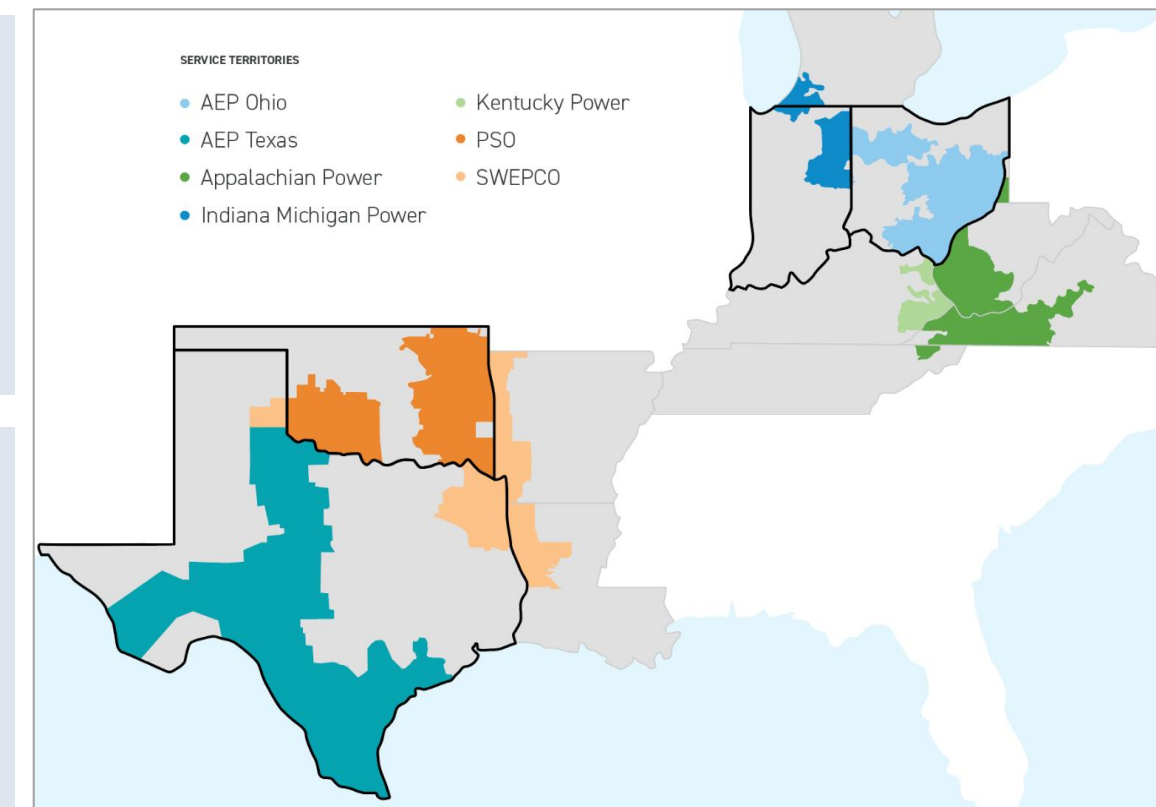 SERVICE TERRITORIES
AEP Ohio
AEP Texas
Appalachian Power
Indiana Michigan Power
Kentucky Power
PSO
SWEPCO